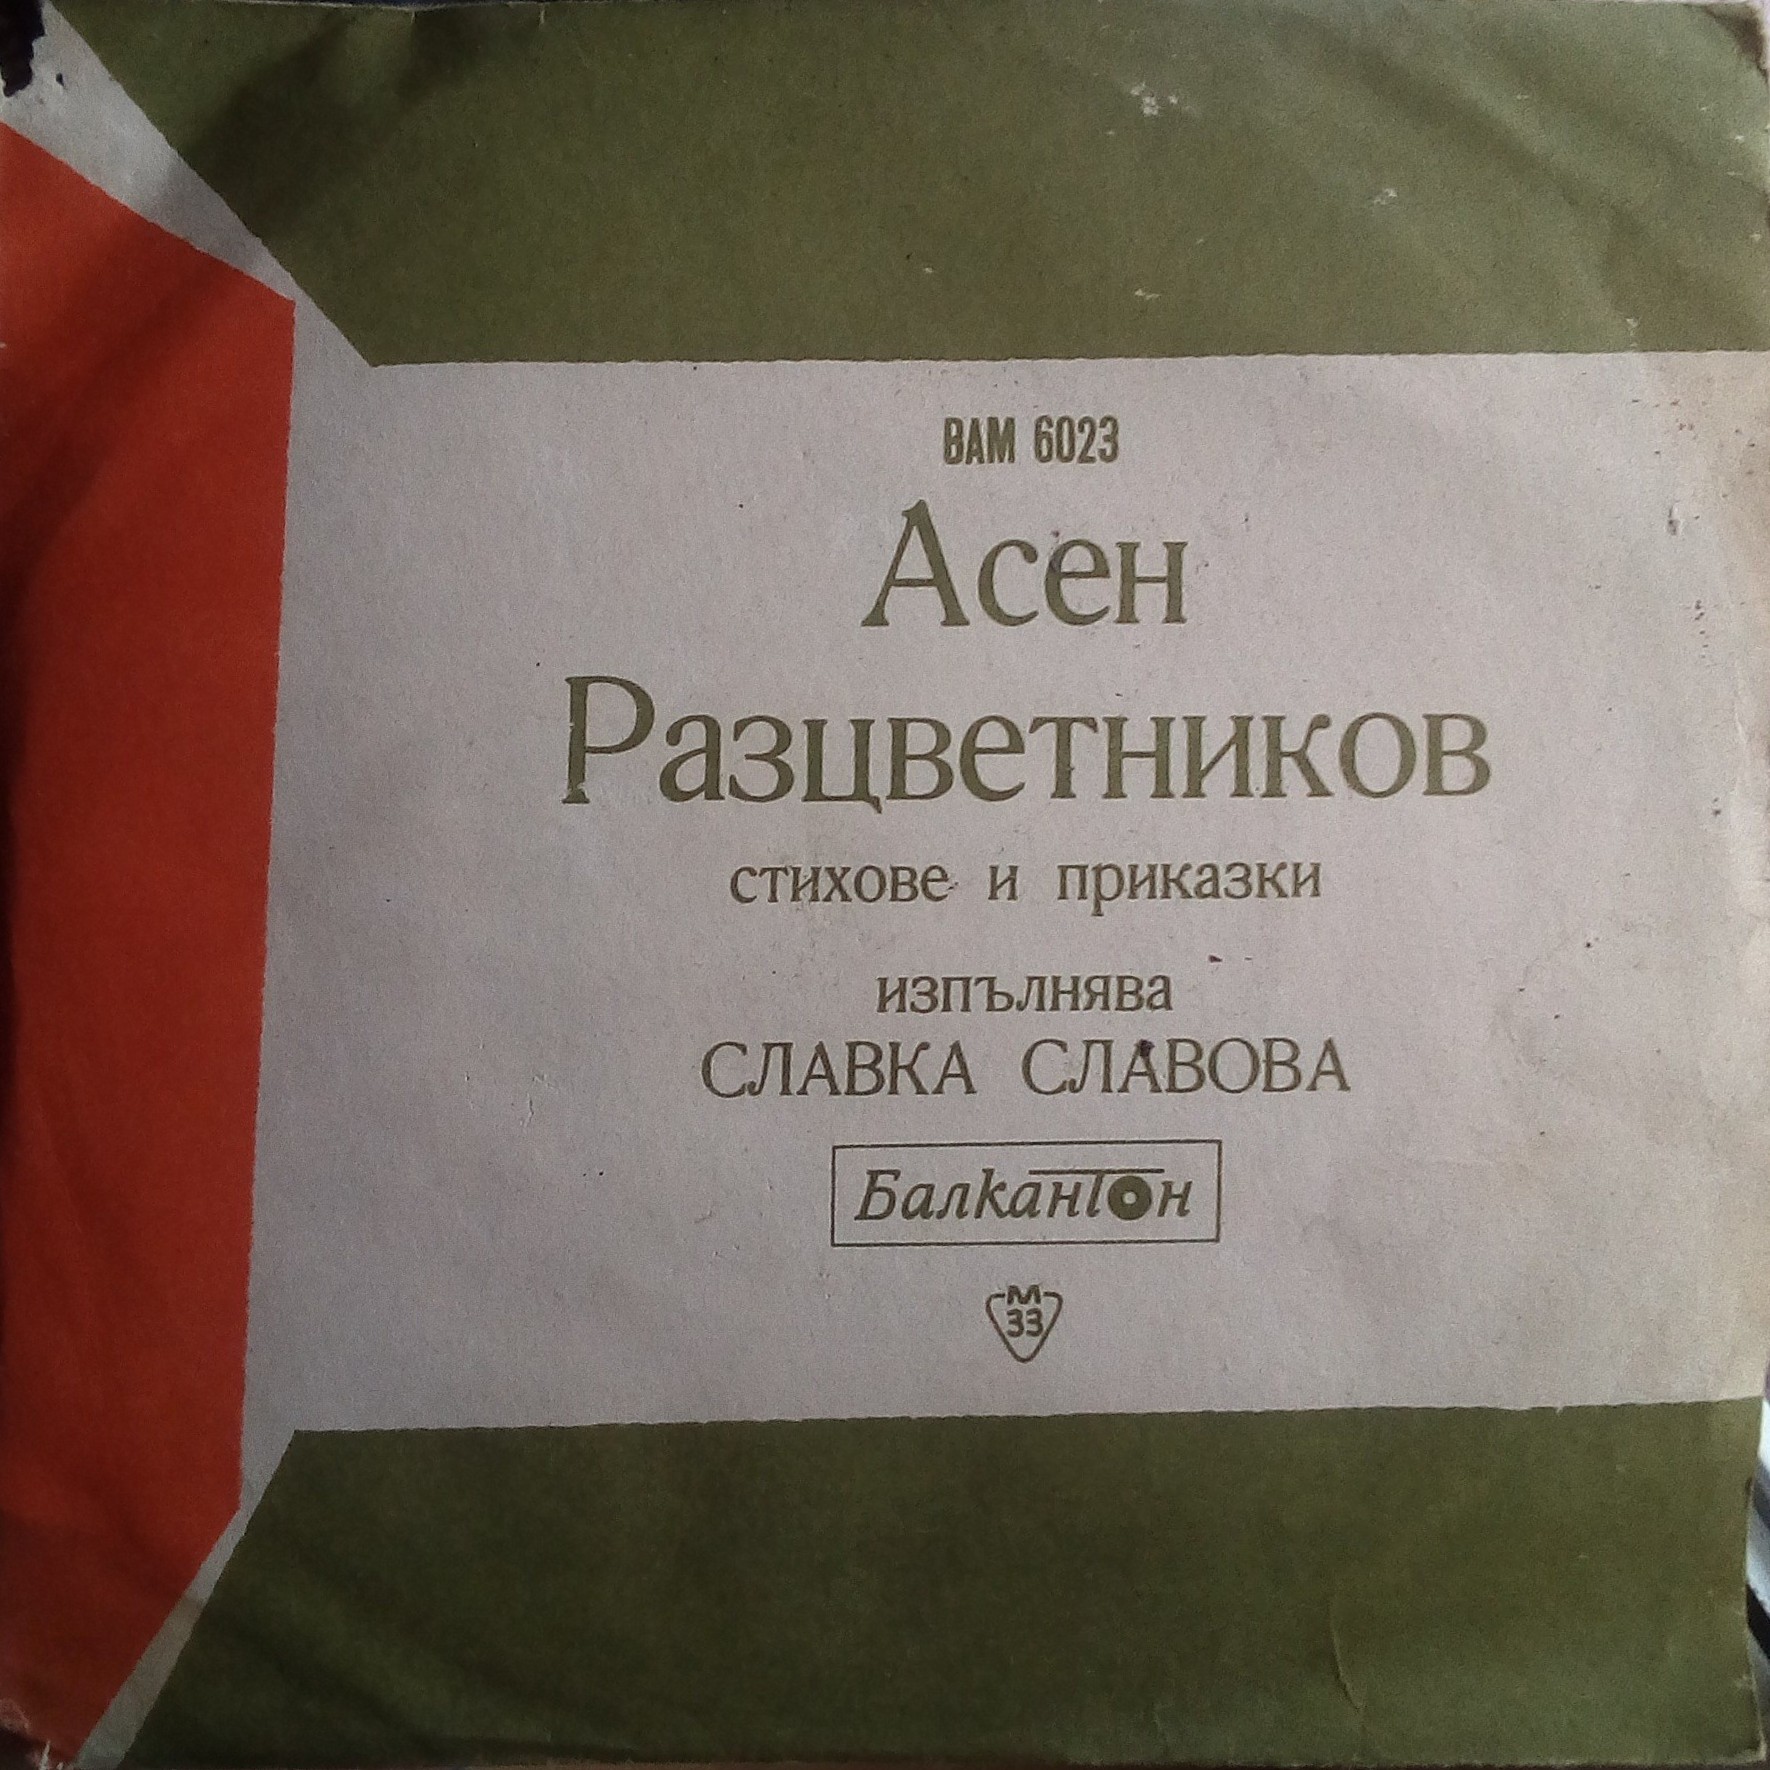 ВАМ 6023
Асен
Разцветников
стихове и приказки
изпълнява
СЛАВКА СЛАВОВА
Балкантон
М
33